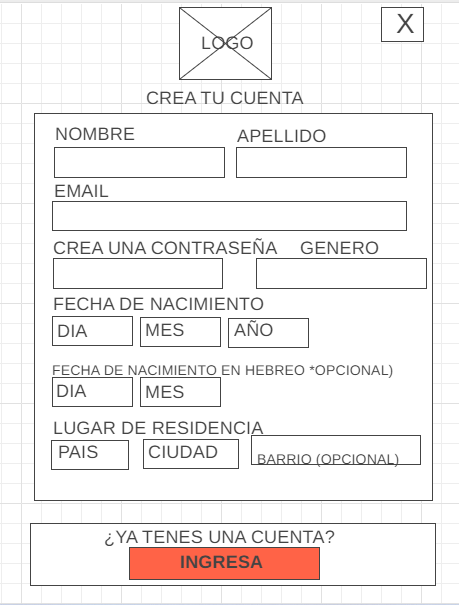 LOGO
X
CREA TU CUENTA
NOMBRE APELLIDO
EMAIL
CREA UNA CONTRASEÑA GENERO
FECHA DE NACIMIENTO
DIA MES AÑO
FECHA DE NACIMIENTO EN HEBREO *OPCIONAL)
DIA MES
LUGAR DE RESIDENCIA
PAIS CIUDAD BARRIO (OPCIONAL)
¿YA TENES UNA CUENTA?
INGRESA